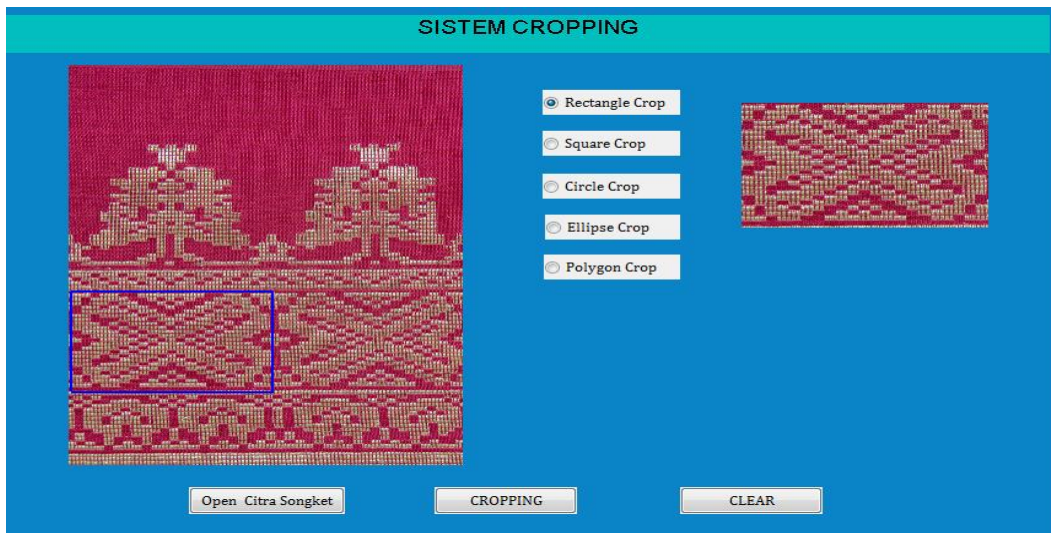 SISTEM CROPPING
Rectangle Crop
Square Crop
Circle Crop
Ellipse Crop
Polygon Crop
Open Citra Songket
CROPPING
CLEAR